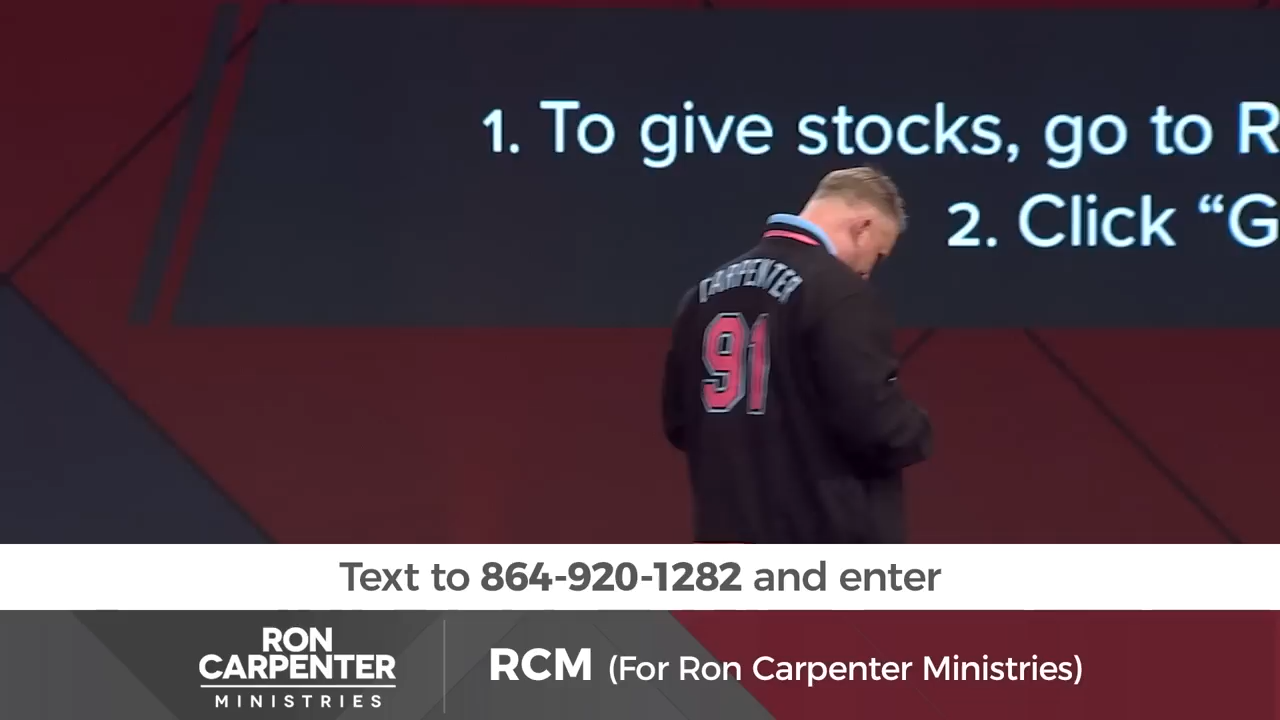 1. To give stocks, go to R
2. Click “G
CARPENTER
91
Text to 864-920-1282 and enter
RON
CARPENTER
MINISTRIES
RCM (For Ron Carpenter Ministries)